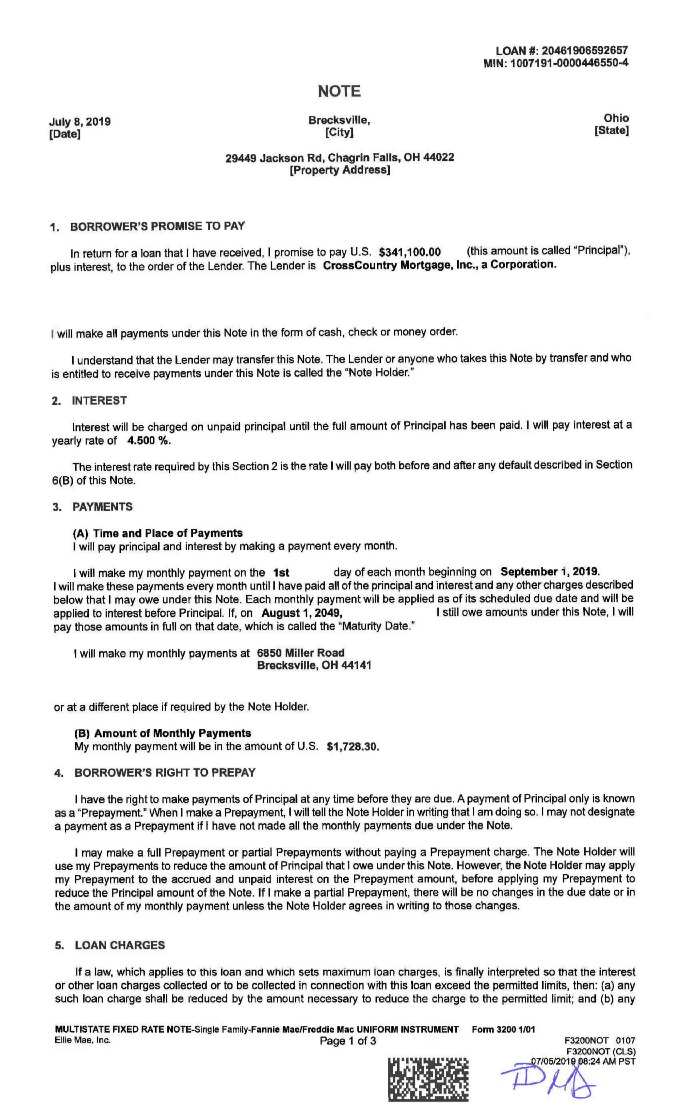 LOAN #: 20461906592657
MIN: 1007191-0000446550-4
NOTE
July 8, 2019 Brecksville, Ohio
[Date] [City] [State]
29449 Jackson Rd, Chagrin Falls, OH 44022
[Property Address]
1. BORROWER'S PROMISE TO PAY
In return for a loan that I have received, I promise to pay U.S. $341,100.00 (this amount is called "Principal"),
plus interest, to the order of the Lender. The Lender is CrossCountry Mortgage, Inc., a Corporation.
I will make all payments under this Note in the form of cash, check or money order.
I understand that the Lender may transfer this Note. The Lender or anyone who takes this Note by transfer and who
is entitled to receive payments under this Note is called the "Note Holder."
2. INTEREST
Interest will be charged on unpaid principal until the full amount of Principal has been paid. I will pay interest at a
yearly rate of 4.500 %.
The interest rate required by this Section 2 is the rate I will pay both before and after any default described in Section
6(B) of this Note.
3. PAYMENTS
(A) Time and Place of Payments
I will pay principal and interest by making a payment every month.
I will make my monthly payment on the 1st day of each month beginning on September 1, 2019.
I will make these payments every month until I have paid all of the principal and interest and any other charges described
below that I may owe under this Note. Each monthly payment will be applied as of its scheduled due date and will be
applied to interest before Principal. If, on August 1, 2049, I still owe amounts under this Note, I will
pay those amounts in full on that date, which is called the "Maturity Date."
I will make my monthly payments at 6850 Miller Road
Brecksville, OH 44141
or at a different place if required by the Note Holder.
(B) Amount of Monthly Payments
My monthly payment will be in the amount of U.S. $1,728.30.
4. BORROWER'S RIGHT TO PREPAY
I have the right to make payments of Principal at any time before they are due. A payment of Principal only is known
as a "Prepayment." When I make a Prepayment, I will tell the Note Holder in writing that I am doing so. I may not designate
a payment as a Prepayment if I have not made all the monthly payments due under the Note.
I may make a full Prepayment or partial Prepayments without paying a Prepayment charge. The Note Holder will
use my Prepayments to reduce the amount of Principal that I owe under this Note. However, the Note Holder may apply
my Prepayment to the accrued and unpaid interest on the Prepayment amount, before applying my Prepayment to
reduce the Principal amount of the Note. If I make a partial Prepayment, there will be no changes in the due date or in
the amount of my monthly payment unless the Note Holder agrees in writing to those changes.
5. LOAN CHARGES
If a law, which applies to this loan and which sets maximum loan charges, is finally interpreted so that the interest
or other loan charges collected or to be collected in connection with this loan exceed the permitted limits, then: (a) any
such loan charge shall be reduced by the amount necessary to reduce the charge to the permitted limit; and (b) any
MULTISTATE FIXED RATE NOTE-Single Family-Fannie Mae/Freddie Mac UNIFORM INSTRUMENT Form 3200 1/01
Ellie Mae, Inc. Page 1 of 3 F3200NOT 0107
F3200NOT (CLS)
07/05/2019 08:24 AM PST